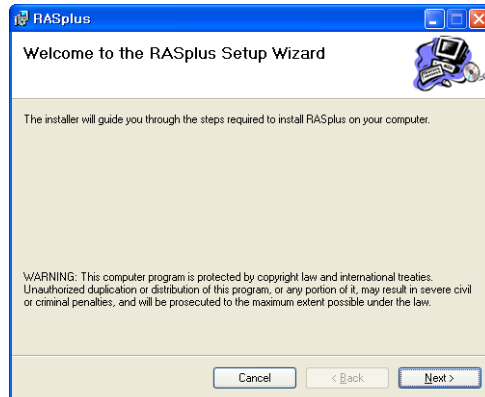 RASplus
Welcome to the RASplus Setup Wizard
The installer will guide you through the steps required to install RASplus on your computer.
WARNING: This computer program is protected by copyright law and international treaties.
Unauthorized duplication or distribution of this program, or any portion of it, may result in severe civil
or criminal penalties, and will be prosecuted to the maximum extent possible under the law.
Cancel
< Back
Next >